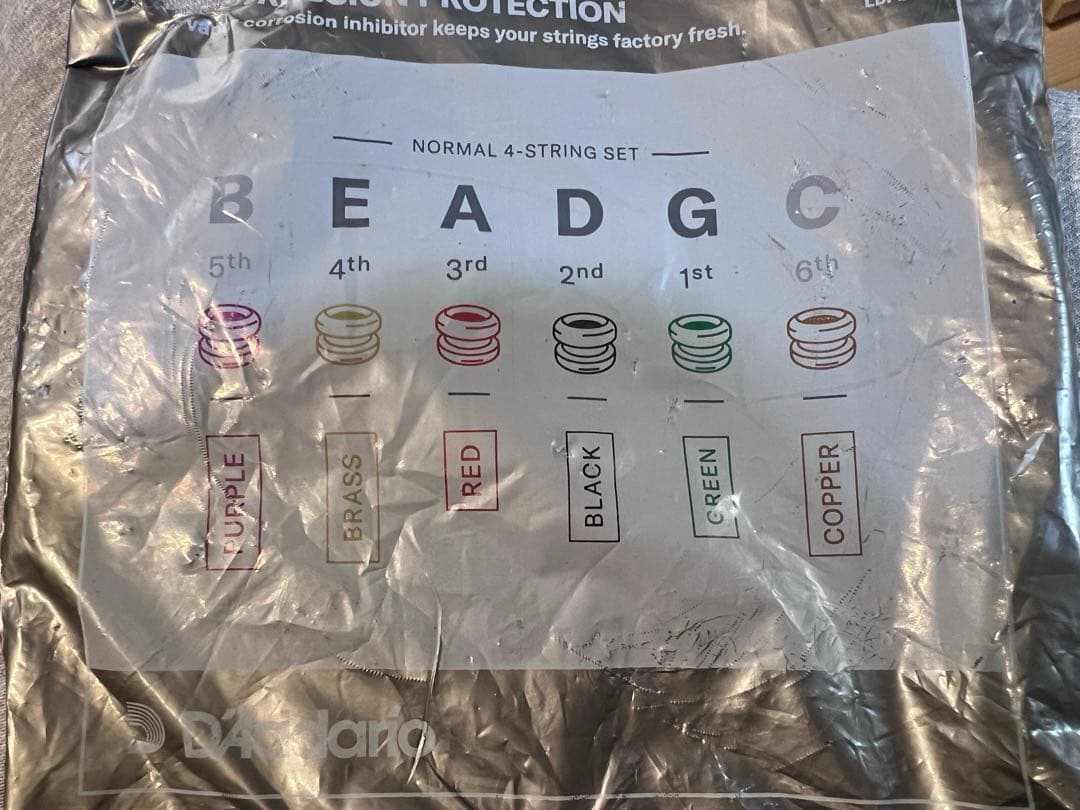 PROTECTION
corrosion inhibitor keeps your strings factory fresh.
NORMAL 4-STRING SET
B E A D G C
5th 4th 3rd 2nd 1st 6th
PURPLE BRASS RED BLACK GREEN COPPER
D'Addario